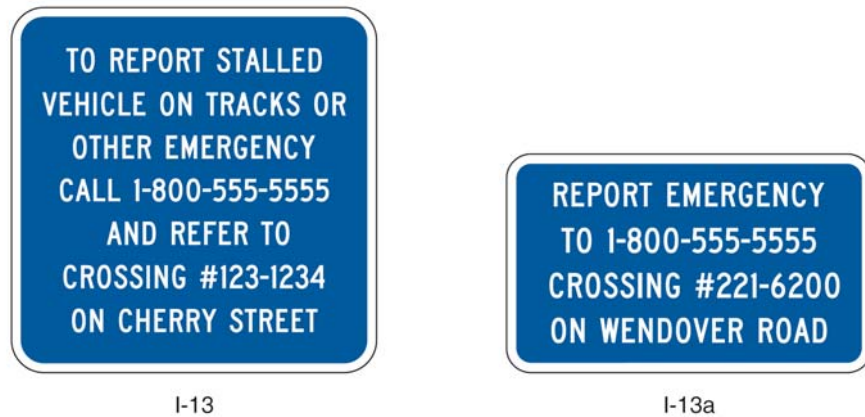 TO REPORT STALLED
VEHICLE ON TRACKS OR
OTHER EMERGENCY
CALL 1-800-555-5555
AND REFER TO
CROSSING #123-1234
ON CHERRY STREET
I-13
REPORT EMERGENCY
TO 1-800-555-5555
CROSSING #221-6200
ON WENDOVER ROAD
I-13a